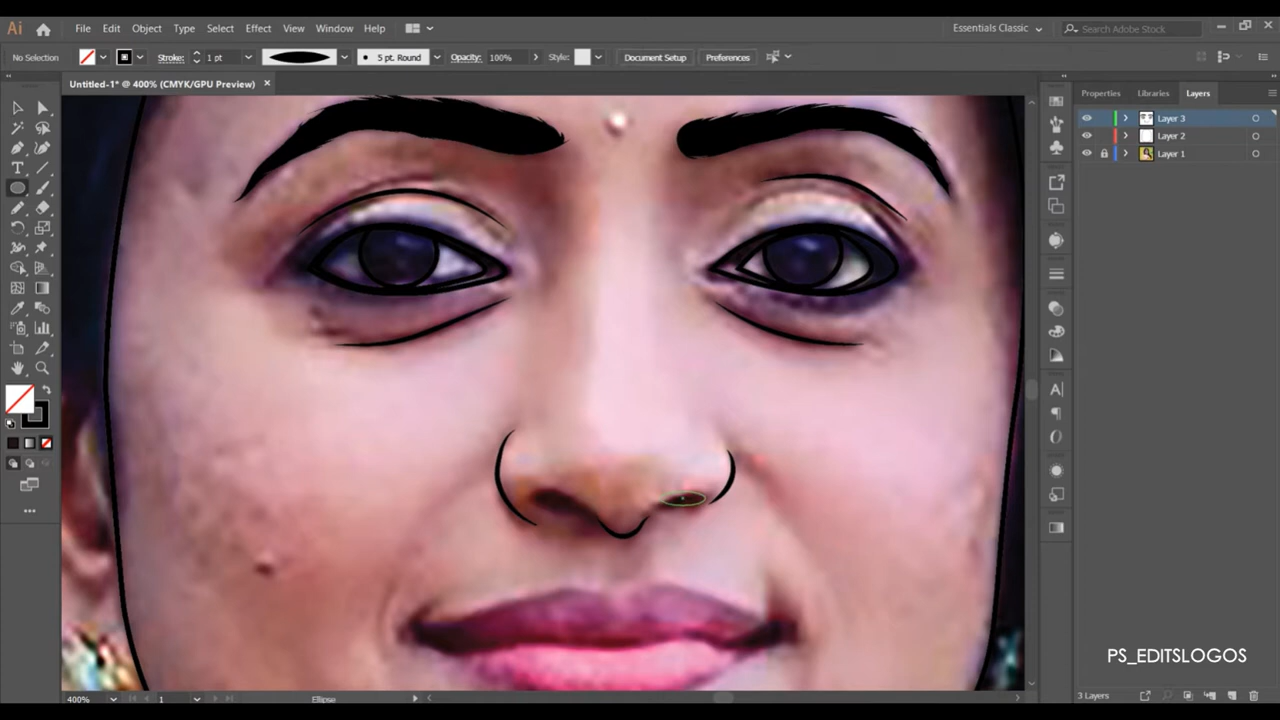 Ai File Edit Object Type Select Effect View Window Help Essentials Classic Search Adobe Stock
No Selection Stroke: 1 pt 5 pt. Round Opacity: 100% Style: Document Setup Preferences
Untitled-1* @ 400% (CMYK/GPU Preview)
Properties Libraries Layers
Layer 3
Layer 2
Layer 1
PS_EDITSLOGOS
400% 1 Ellipse 3 Layers